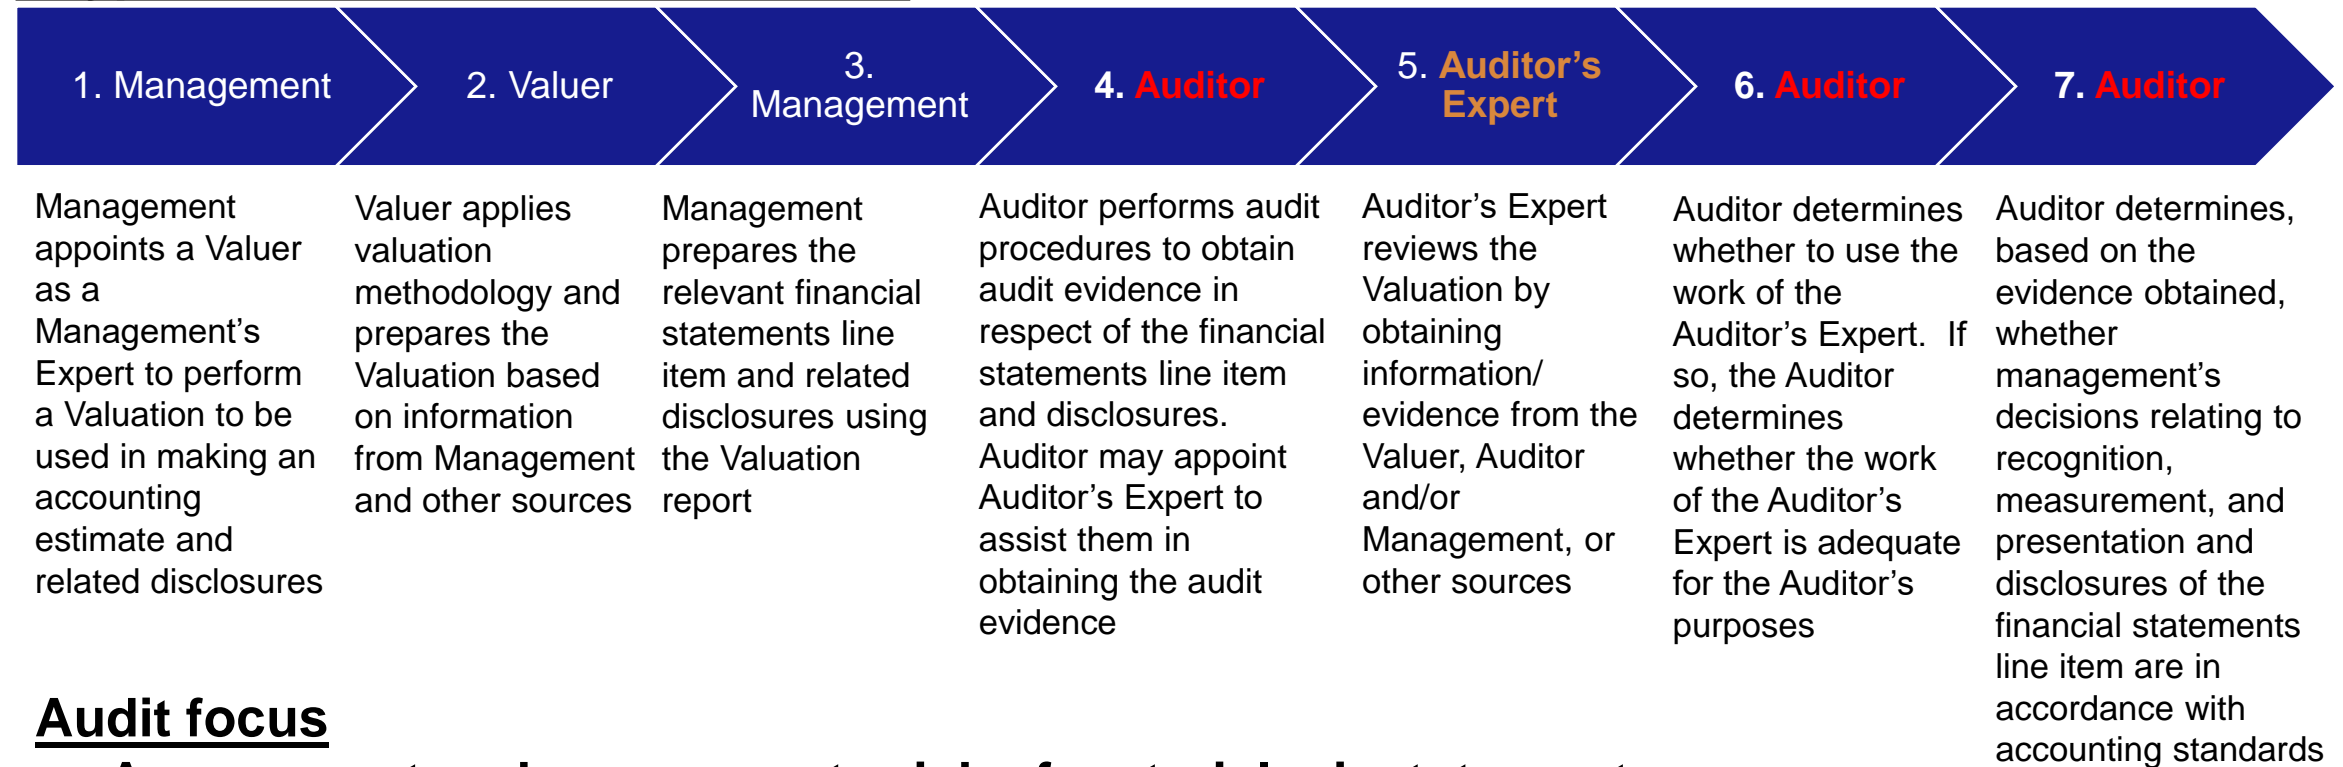 1. Management
2. Valuer
3.
Management
4. Auditor
5. Auditor's
Expert
6. Auditor
7. Auditor
Management
appoints a Valuer
as a
Management's
Expert to perform
a Valuation to be
used in making an
accounting
estimate and
related disclosures
Valuer applies
valuation
methodology and
prepares the
Valuation based
on information
from Management
and other sources
Management
prepares the
relevant financial
statements line
item and related
disclosures using
the Valuation
report
Auditor performs audit
procedures to obtain
audit evidence in
respect of the financial
statements line item
and disclosures.
Auditor may appoint
Auditor's Expert to
assist them in
obtaining the audit
evidence
Auditor's Expert
reviews the
Valuation by
obtaining
information/
evidence from the
Valuer, Auditor
and/or
Management, or
other sources
Auditor determines
whether to use the
work of the
Auditor's Expert.  If
so, the Auditor
determines
whether the work
of the Auditor's
Expert is adequate
for the Auditor's
purposes
Auditor determines,
based on the
evidence obtained,
whether
management's
decisions relating to
recognition,
measurement, and
presentation and
disclosures of the
financial statements
line item are in
accordance with
accounting standards
Audit focus